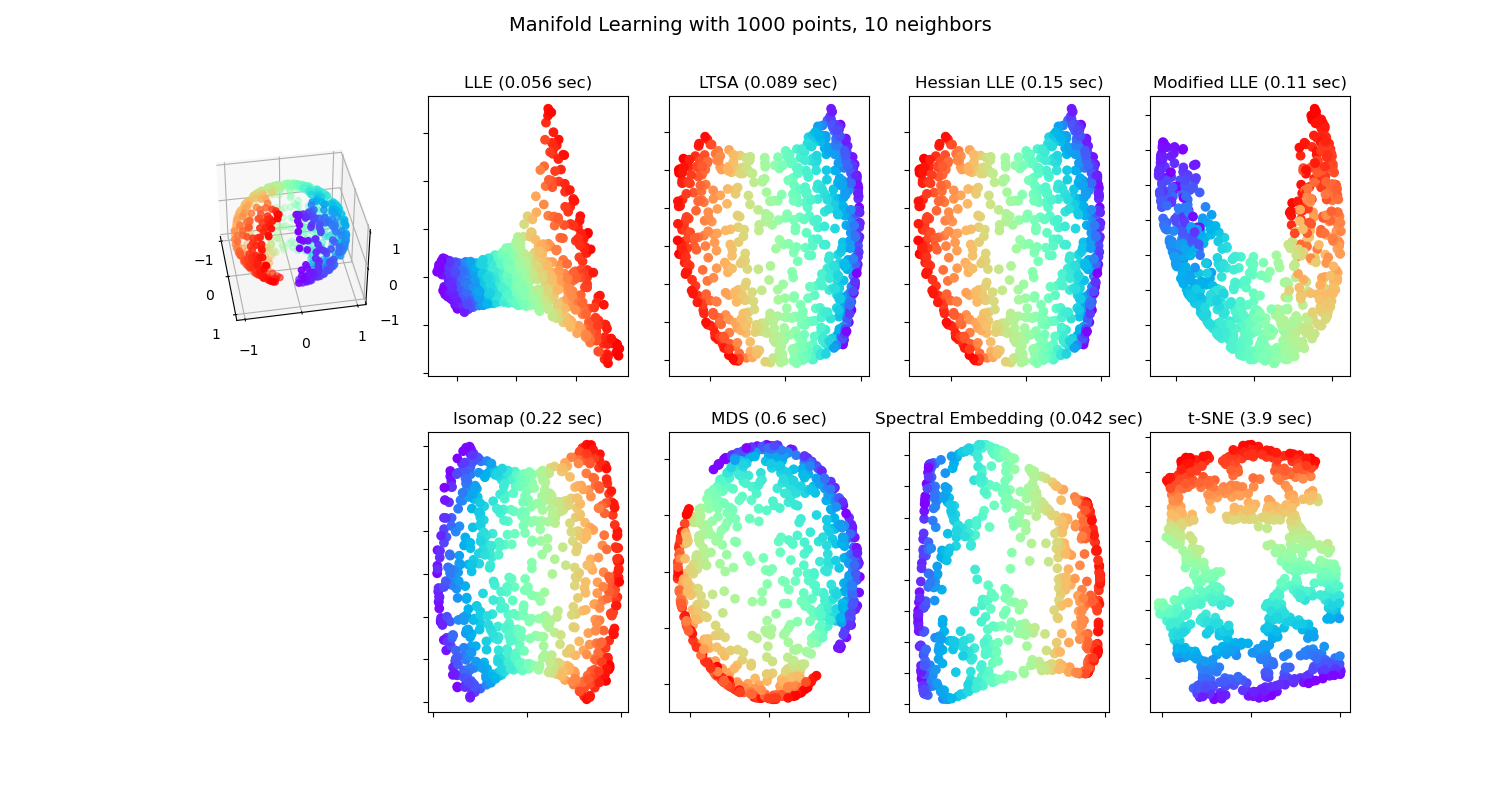 Manifold Learning with 1000 points, 10 neighbors
LLE (0.056 sec)
LTSA (0.089 sec)
Hessian LLE (0.15 sec)
Modified LLE (0.11 sec)
−1
0
1
−1
0
1
1
0
−1
Isomap (0.22 sec)
MDS (0.6 sec)
Spectral Embedding (0.042 sec)
t-SNE (3.9 sec)